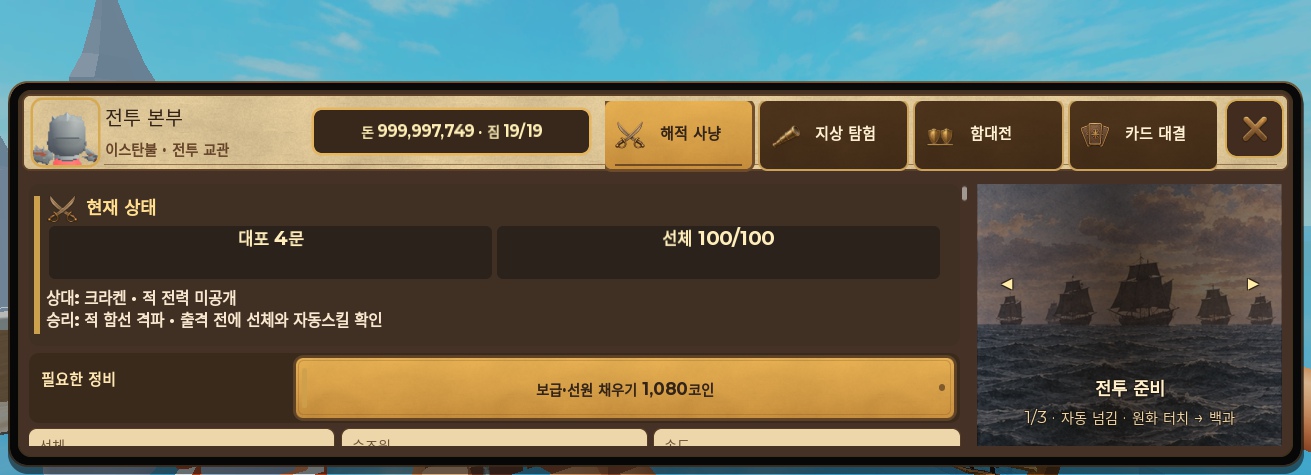 전투 본부
이스탄불 • 전투 교관
돈 999,997,749 · 짐 19/19
해적 사냥
지상 탐험
함대전
카드 대결
현재 상태
대포 4문
선체 100/100
상대: 크라켄 • 적 전력 미공개
승리: 적 함선 격파 • 출격 전에 선체와 자동스킬 확인
필요한 정비
보급·선원 채우기 1,080코인
전투 준비
1/3 · 자동 넘김 · 원화 터치 → 백과